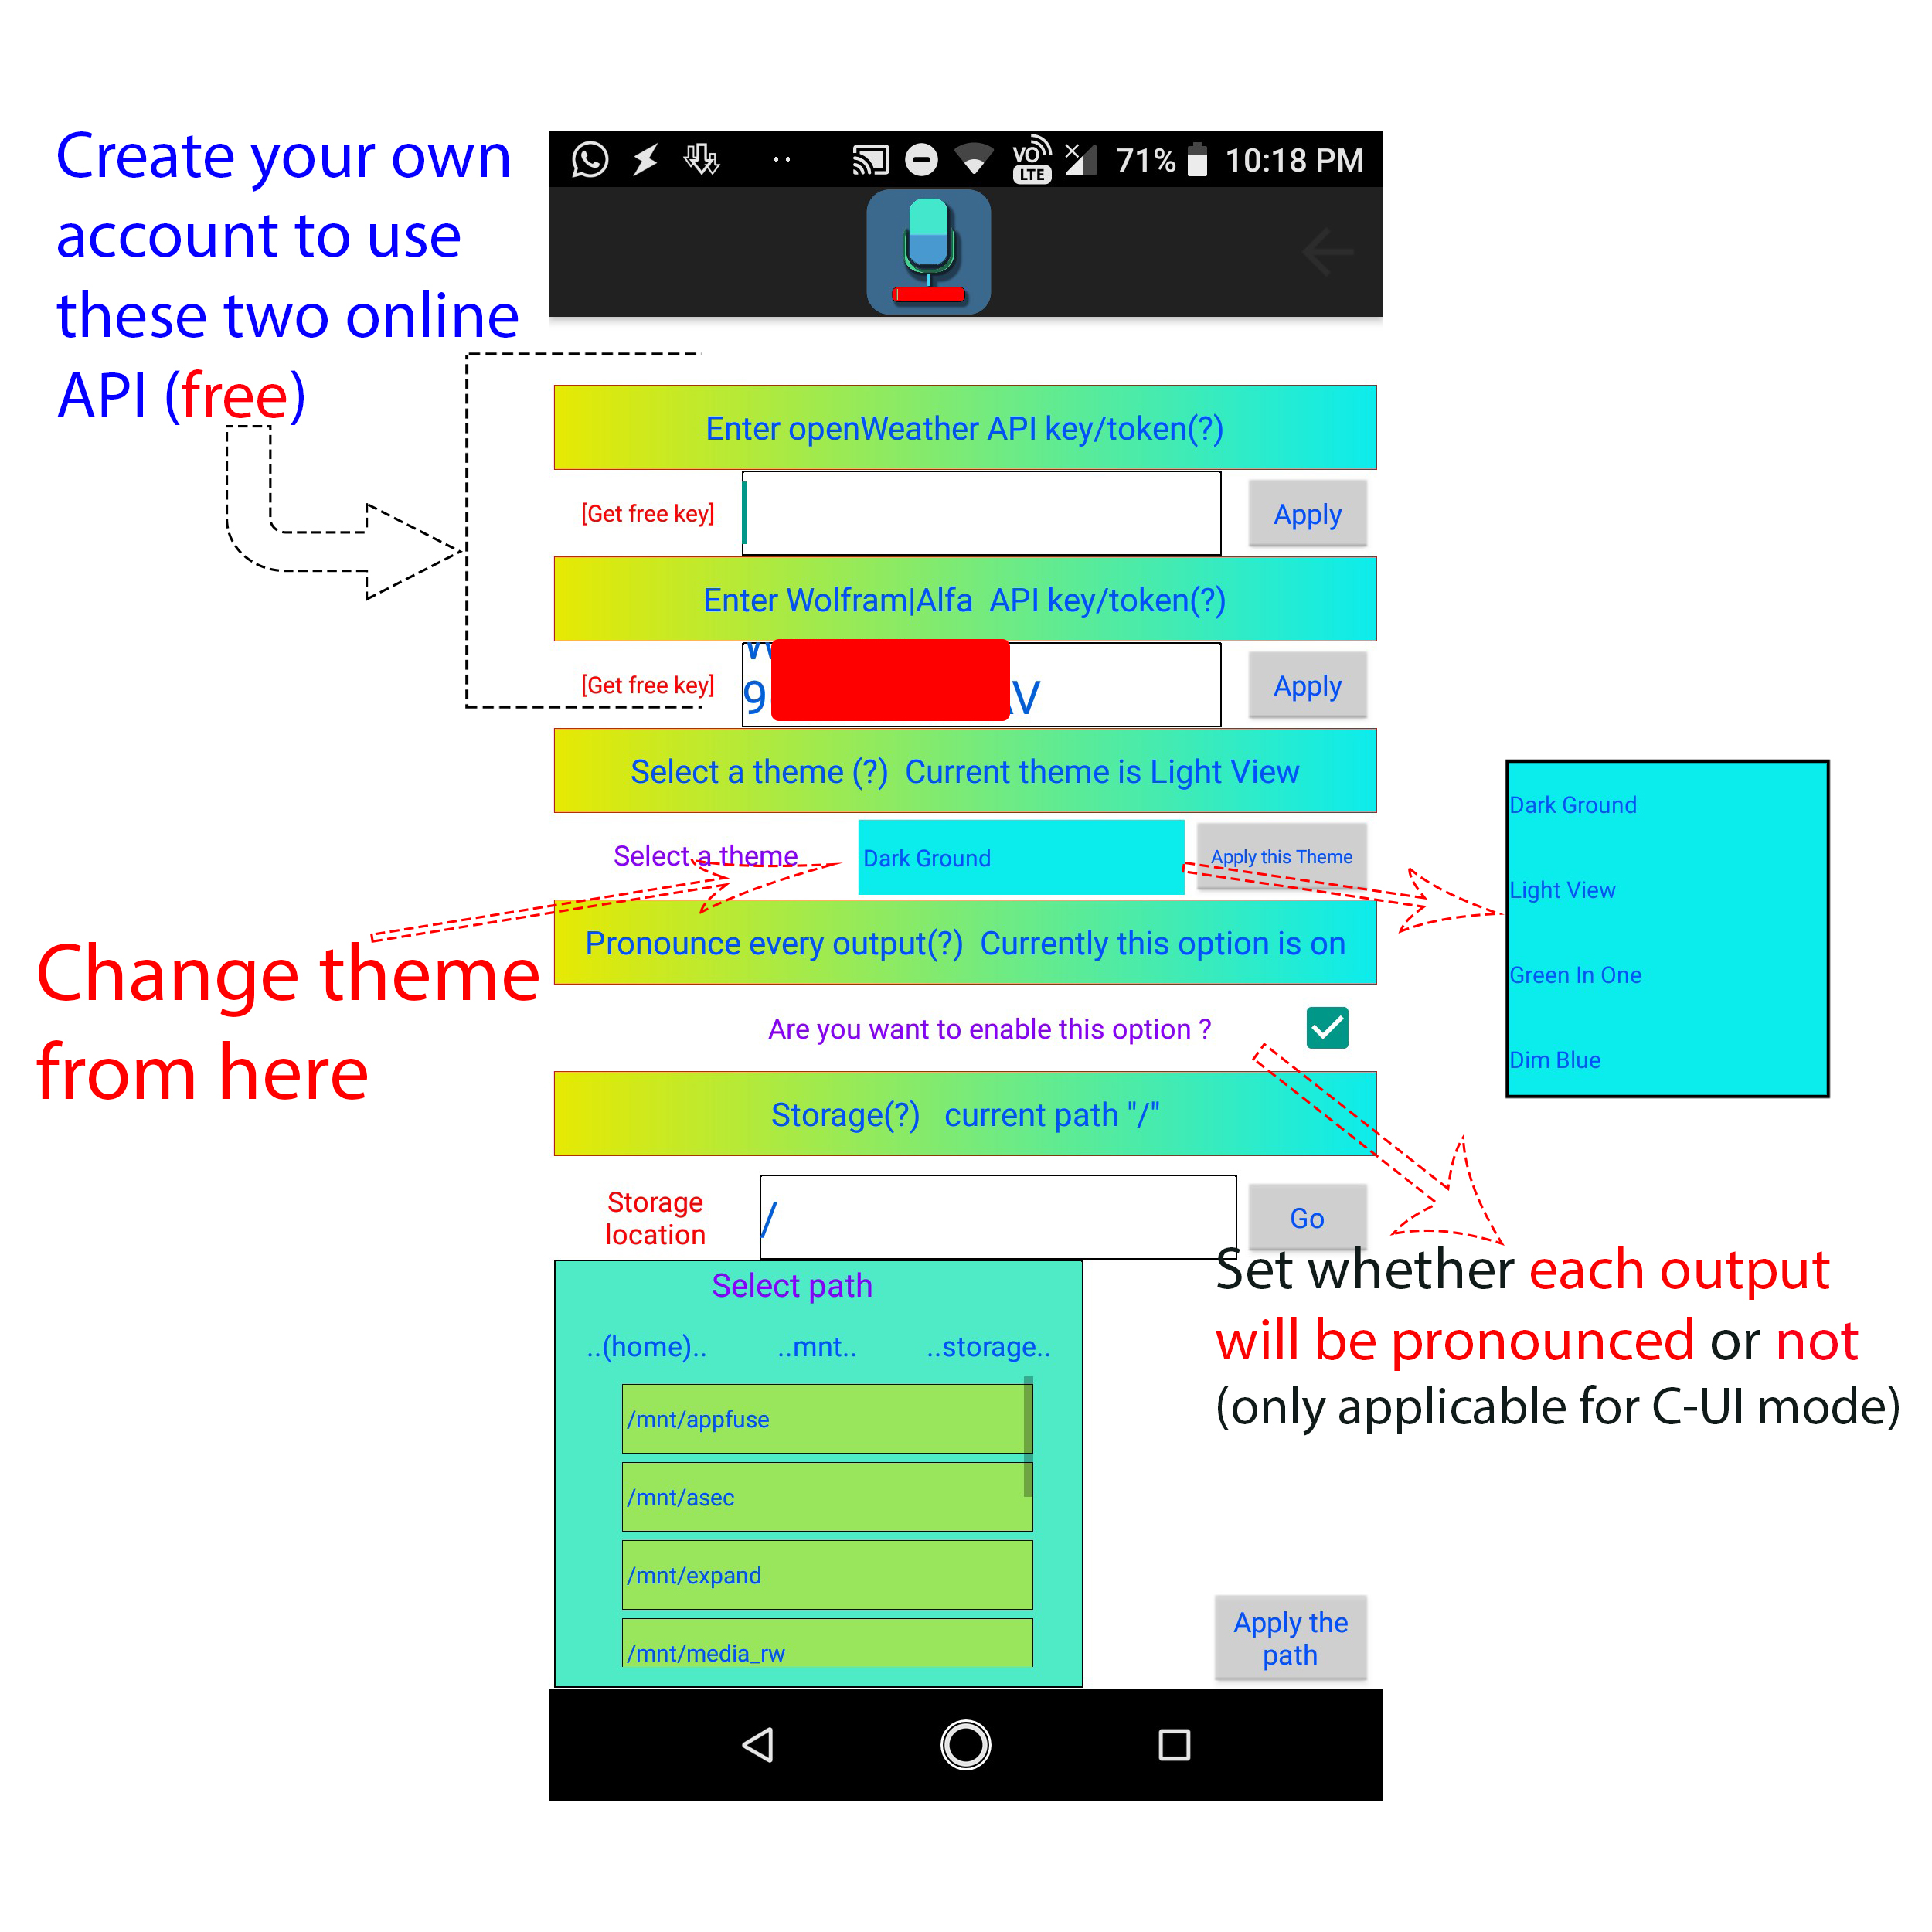 Create your own
account to use
these two online
API (free)
VO
LTE
71%
10:18 PM
Enter openWeather API key/token(?)
[Get free key]
Apply
Enter Wolfram|Alfa  API key/token(?)
[Get free key]
9
V
Apply
Select a theme (?)  Current theme is Light View
Select a theme
Dark Ground
Apply this Theme
Dark Ground
Light View
Green In One
Dim Blue
Change theme
from here
Pronounce every output(?)  Currently this option is on
Are you want to enable this option ?
Storage(?)   current path "/"
Storage
location
/
Go
Set whether each output
will be pronounced or not
(only applicable for C-UI mode)
Select path
..(home)..
..mnt..
..storage..
/mnt/appfuse
/mnt/asec
/mnt/expand
/mnt/media_rw
Apply the
path